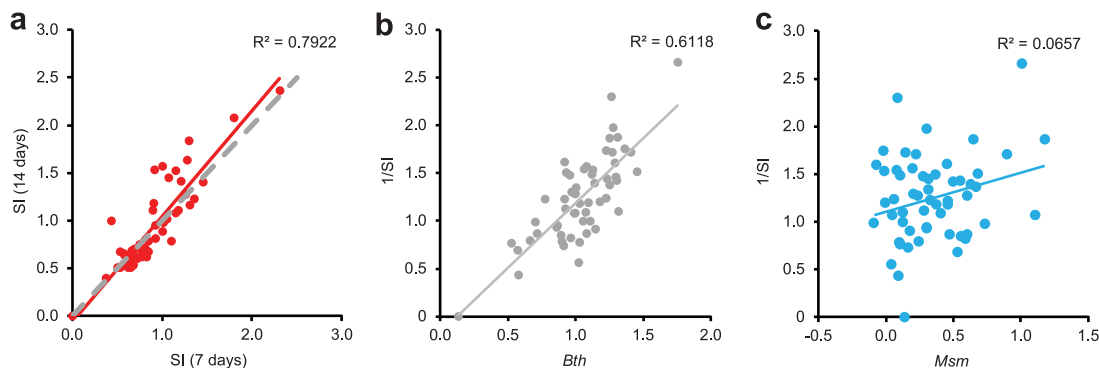 a
R² = 0.7922
3.0
2.5
2.0
1.5
1.0
0.5
0.0
SI (14 days)
0.0 1.0 2.0 3.0
SI (7 days)
b
R² = 0.6118
3.0
2.5
2.0
1.5
1.0
0.5
0
1/SI
0.0 0.5 1.0 1.5 2.0
Bth
c
R² = 0.0657
3.0
2.5
2.0
1.5
1.0
0.5
0
1/SI
-0.5 0.0 0.5 1.0 1.5
Msm